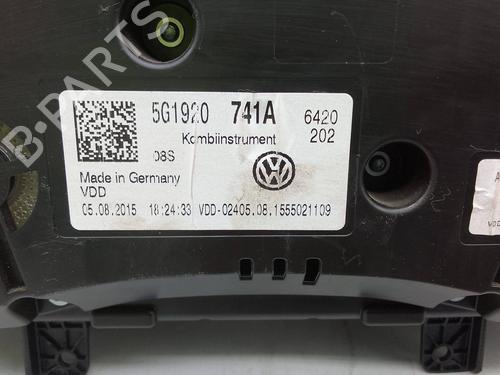 B-PARTS
5G1920 741A 6420
Kombiinstrument 202
08S
Made in Germany
VDD
05.08.2015 18:24:33 VDD-02405.08.1555021109